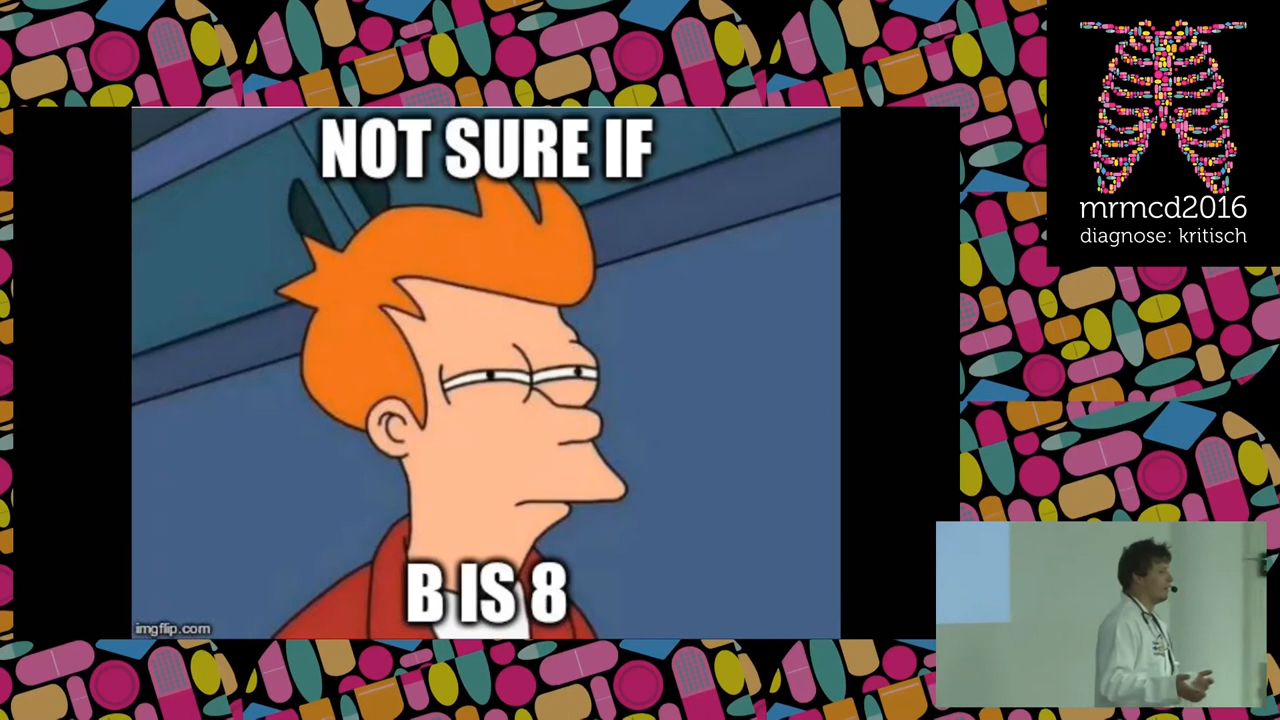 NOT SURE IF
B IS 8
imgflip.com
mrmcd2016
diagnose: kritisch